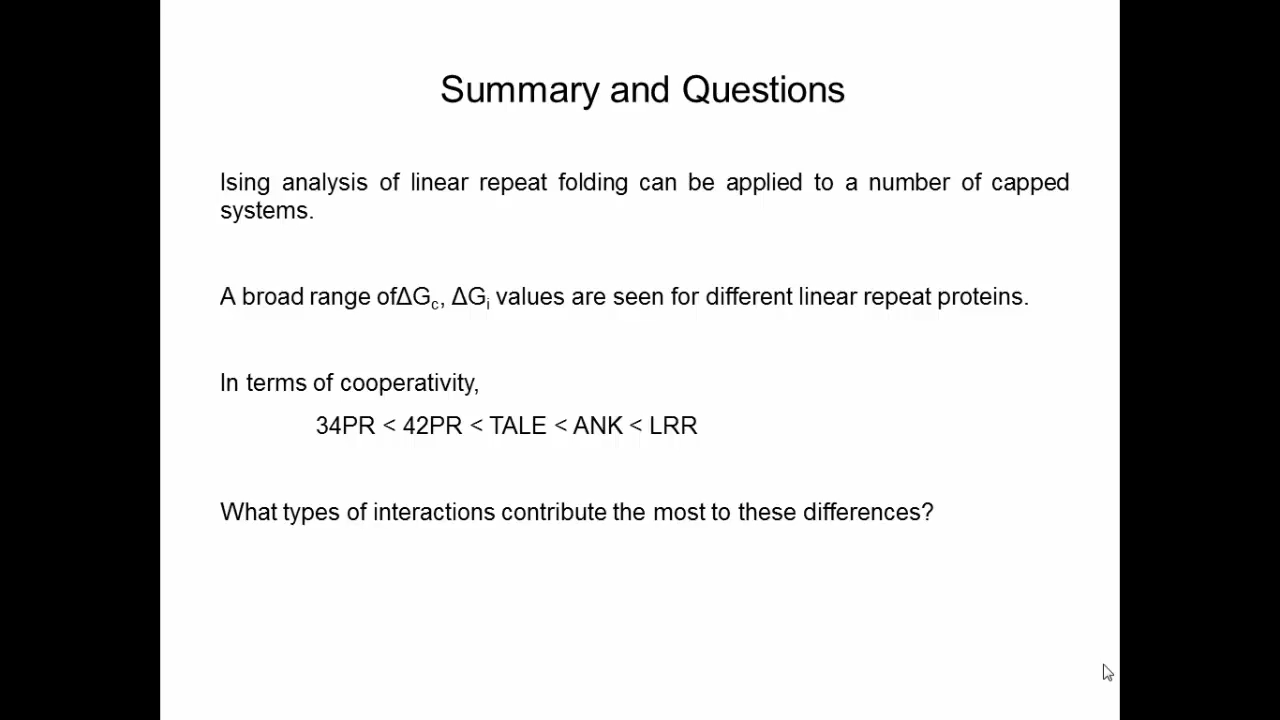 Summary and Questions
Ising analysis of linear repeat folding can be applied to a number of capped
systems.
A broad range ofΔGc, ΔGi values are seen for different linear repeat proteins.
In terms of cooperativity,
34PR < 42PR < TALE < ANK < LRR
What types of interactions contribute the most to these differences?